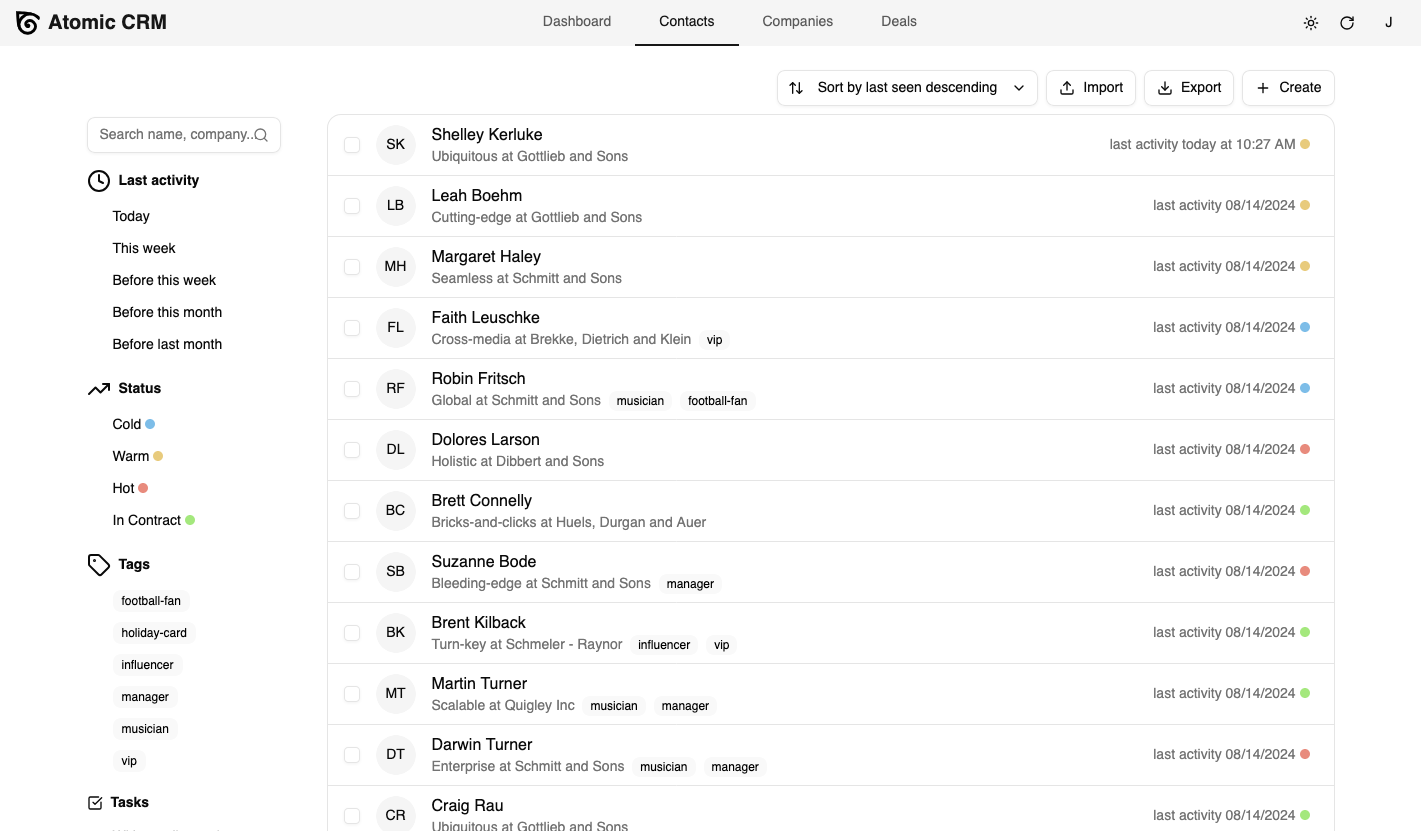 Atomic CRM
Dashboard
Contacts
Companies
Deals
J
Sort by last seen descending
Import
Export
Create
Search name, company..
Last activity
Today
This week
Before this week
Before this month
Before last month
Status
Cold
Warm
Hot
In Contract
Tags
football-fan
holiday-card
influencer
manager
musician
vip
Tasks
SK
Shelley Kerluke
Ubiquitous at Gottlieb and Sons
last activity today at 10:27 AM
LB
Leah Boehm
Cutting-edge at Gottlieb and Sons
last activity 08/14/2024
MH
Margaret Haley
Seamless at Schmitt and Sons
last activity 08/14/2024
FL
Faith Leuschke
Cross-media at Brekke, Dietrich and Klein vip
last activity 08/14/2024
RF
Robin Fritsch
Global at Schmitt and Sons musician football-fan
last activity 08/14/2024
DL
Dolores Larson
Holistic at Dibbert and Sons
last activity 08/14/2024
BC
Brett Connelly
Bricks-and-clicks at Huels, Durgan and Auer
last activity 08/14/2024
SB
Suzanne Bode
Bleeding-edge at Schmitt and Sons manager
last activity 08/14/2024
BK
Brent Kilback
Turn-key at Schmeler - Raynor influencer vip
last activity 08/14/2024
MT
Martin Turner
Scalable at Quigley Inc musician manager
last activity 08/14/2024
DT
Darwin Turner
Enterprise at Schmitt and Sons musician manager
last activity 08/14/2024
CR
Craig Rau
Ubiquitous at Gottlieb and Sons
last activity 08/14/2024